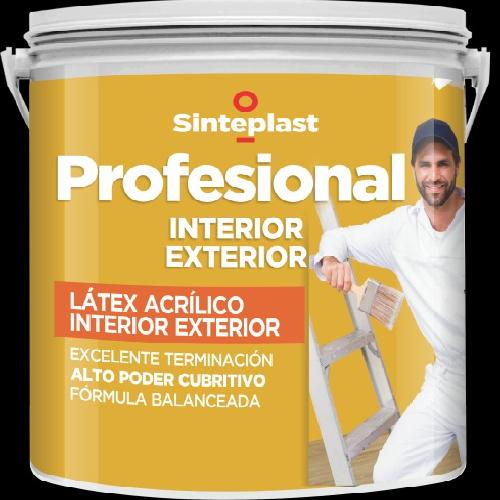 Sinteplast
Profesional
INTERIOR
EXTERIOR
LÁTEX ACRÍLICO
INTERIOR EXTERIOR
EXCELENTE TERMINACIÓN
ALTO PODER CUBRITIVO
FÓRMULA BALANCEADA